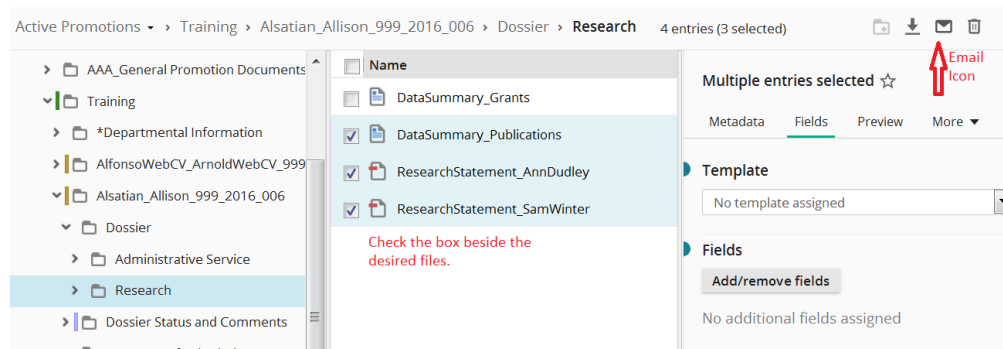 Active Promotions › Training › Alsatian_Allison_999_2016_006 › Dossier › Research 4 entries (3 selected)
Email
Icon
AAA_General Promotion Documents
Training
*Departmental Information
AlfonsoWebCV_ArnoldWebCV_999
Alsatian_Allison_999_2016_006
Dossier
Administrative Service
Research
Dossier Status and Comments
Name
DataSummary_Grants
DataSummary_Publications
ResearchStatement_AnnDudley
ResearchStatement_SamWinter
Check the box beside the
desired files.
Multiple entries selected
Metadata Fields Preview More
Template
No template assigned
Fields
Add/remove fields
No additional fields assigned